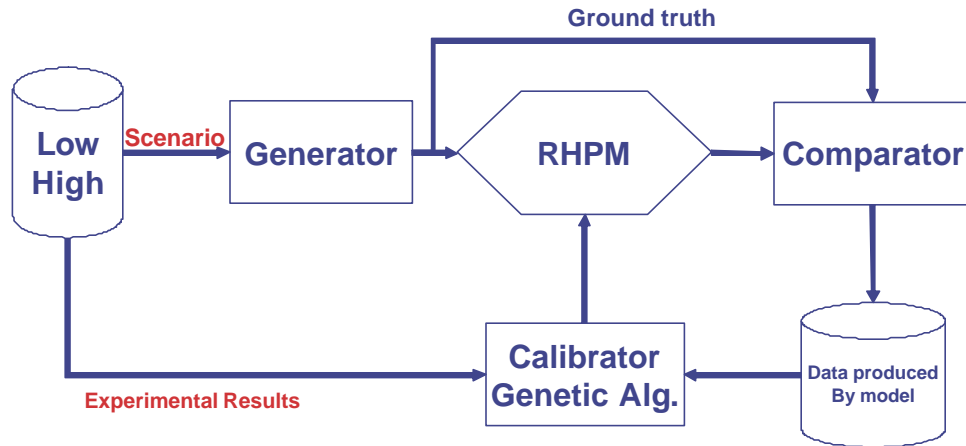 Ground truth
Low
High
Scenario
Generator
RHPM
Comparator
Calibrator
Genetic Alg.
Data produced
By model
Experimental Results